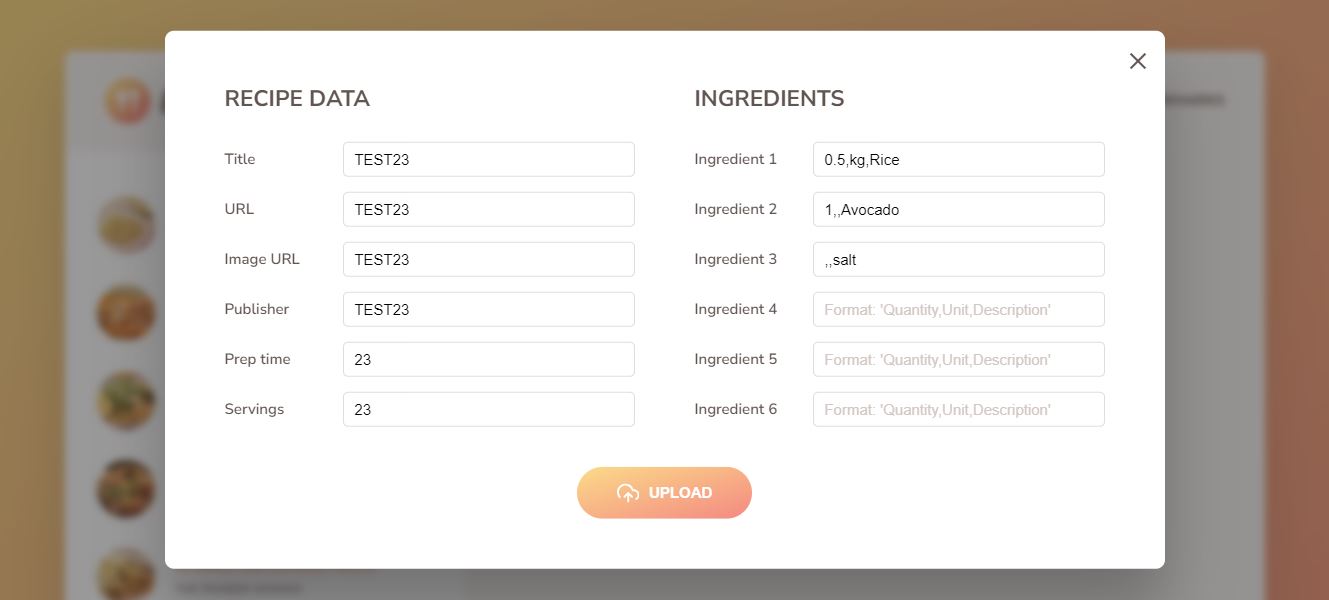 RECIPE DATA
Title
TEST23
URL
TEST23
Image URL
TEST23
Publisher
TEST23
Prep time
23
Servings
23
INGREDIENTS
Ingredient 1
0.5,kg,Rice
Ingredient 2
1,,Avocado
Ingredient 3
,,salt
Ingredient 4
Format: 'Quantity,Unit,Description'
Ingredient 5
Format: 'Quantity,Unit,Description'
Ingredient 6
Format: 'Quantity,Unit,Description'
UPLOAD